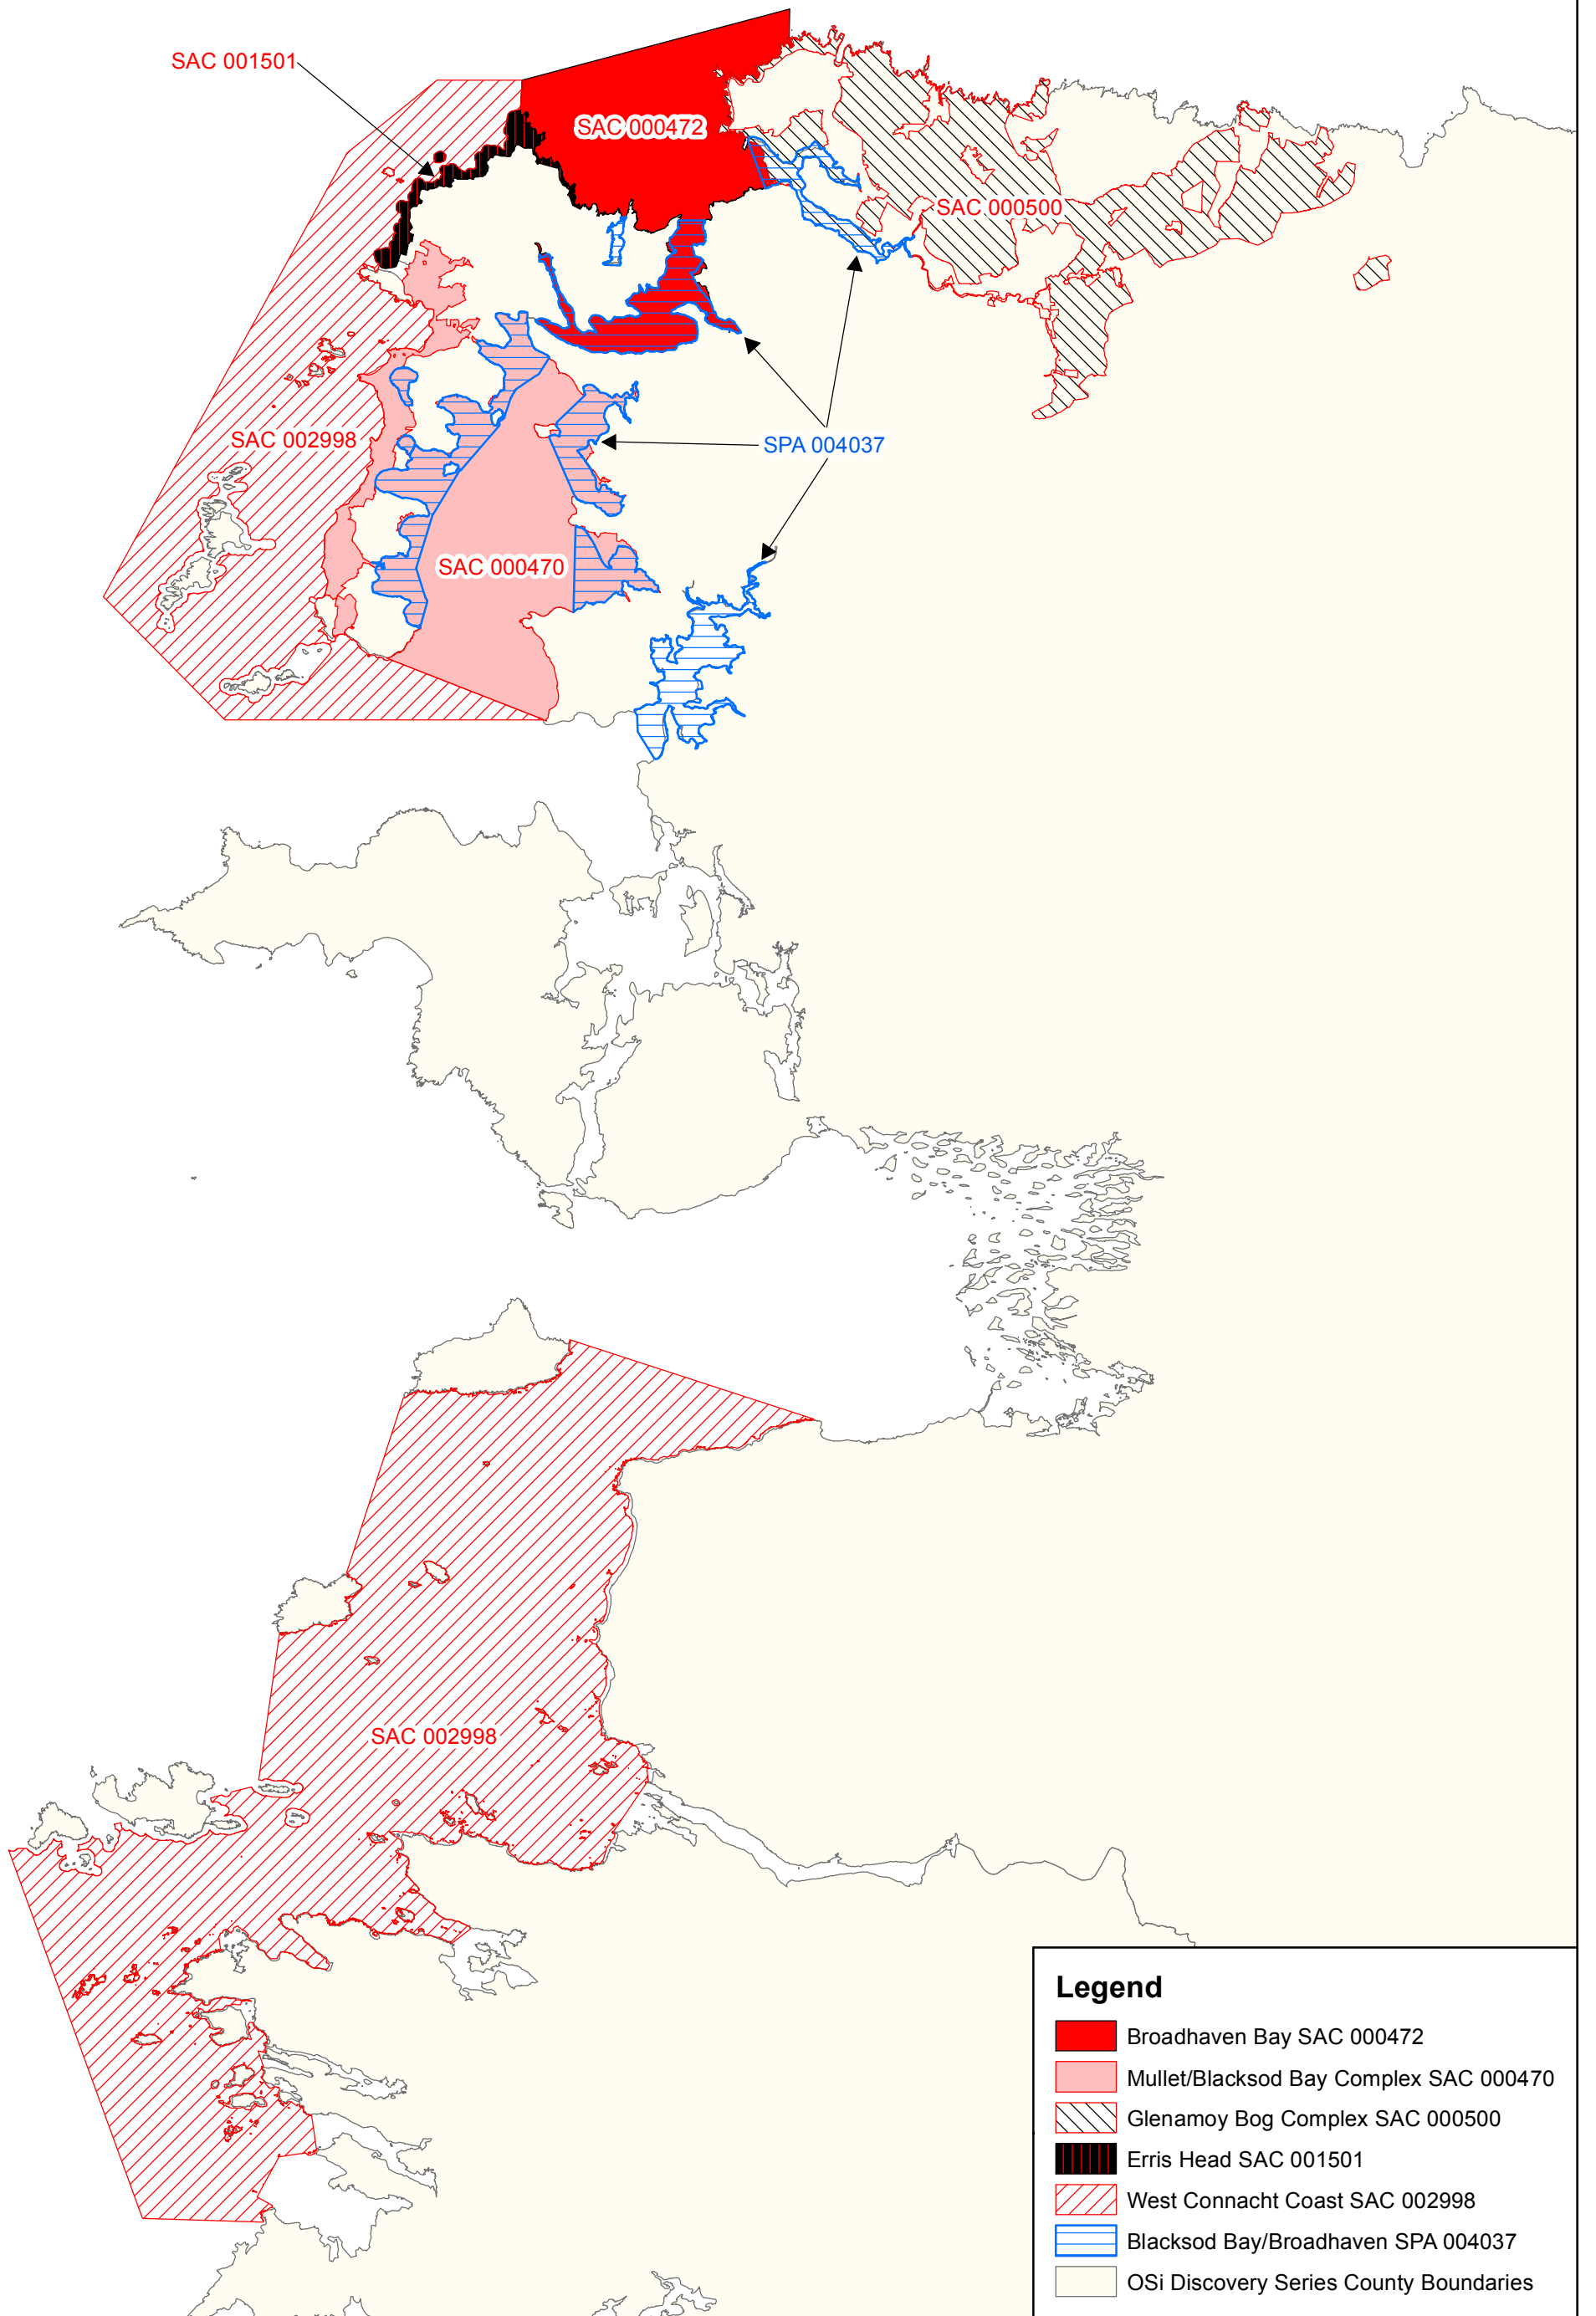 SAC 001501
SAC 000472
SAC 000500
SAC 002998
SPA 004037
SAC 000470
SAC 002998
Legend
Broadhaven Bay SAC 000472
Mullet/Blacksod Bay Complex SAC 000470
Glenamoy Bog Complex SAC 000500
Erris Head SAC 001501
West Connacht Coast SAC 002998
Blacksod Bay/Broadhaven SPA 004037
OSi Discovery Series County Boundaries